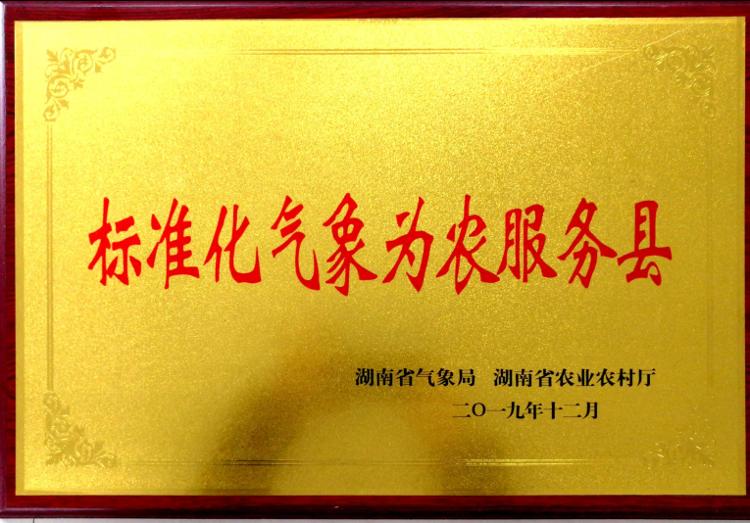 标准化气象为农服务县
湖南省气象局 湖南省农业农村厅
二〇一九年十二月